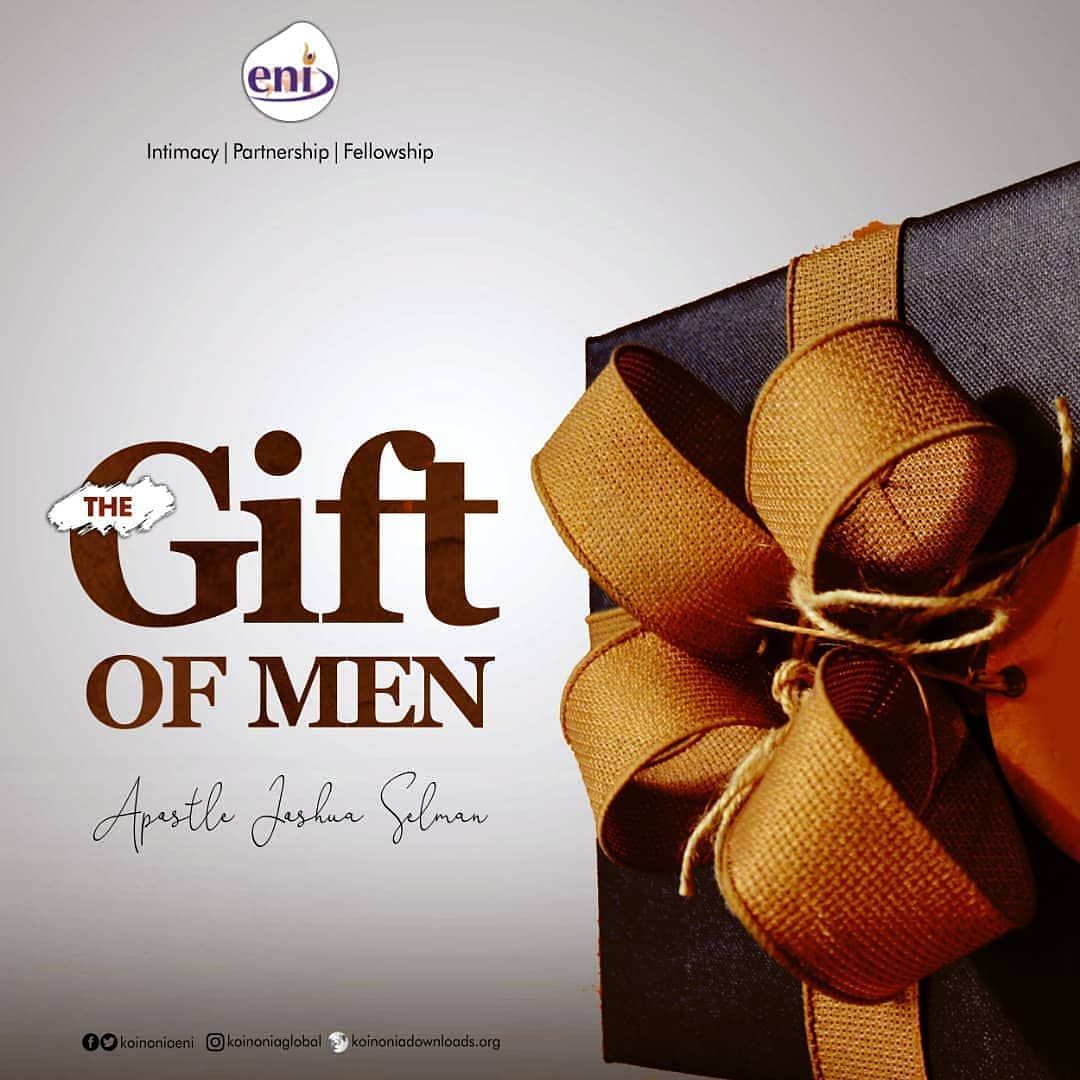 eni
Intimacy | Partnership | Fellowship
THE
Gift
OF MEN
Apostle Joshua Selman
koinoniaeni koinoniaglobal koinoniadownloads.org